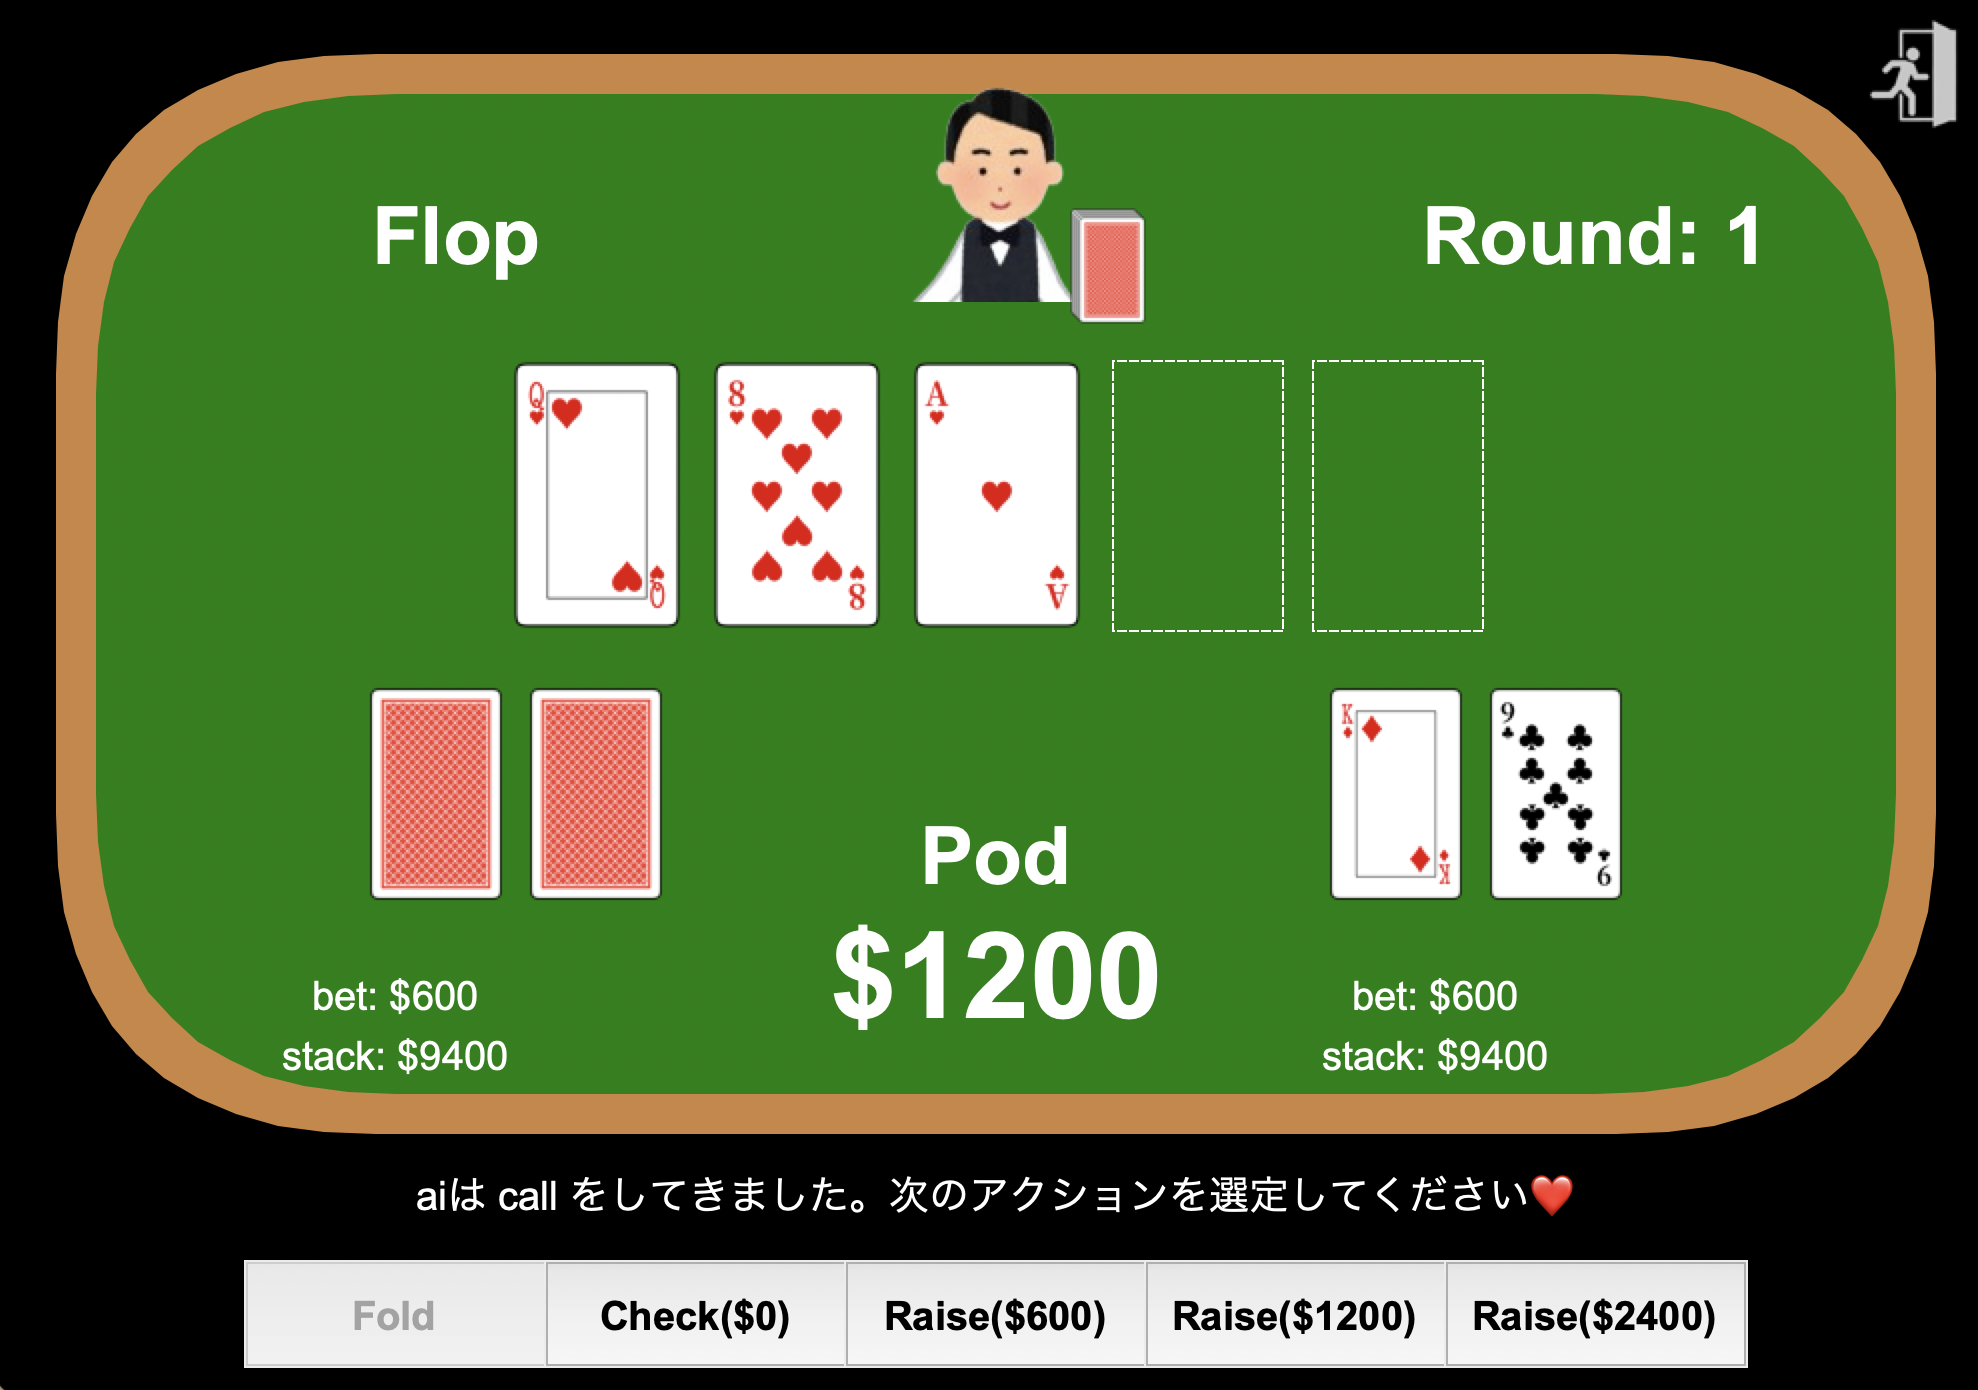 Flop
Round: 1
Q
Q
8
8
A
A
K
K
9
9
Pod
$1200
bet: $600
stack: $9400
bet: $600
stack: $9400
aiは call をしてきました。次のアクションを選定してください❤️
Fold
Check($0)
Raise($600)
Raise($1200)
Raise($2400)